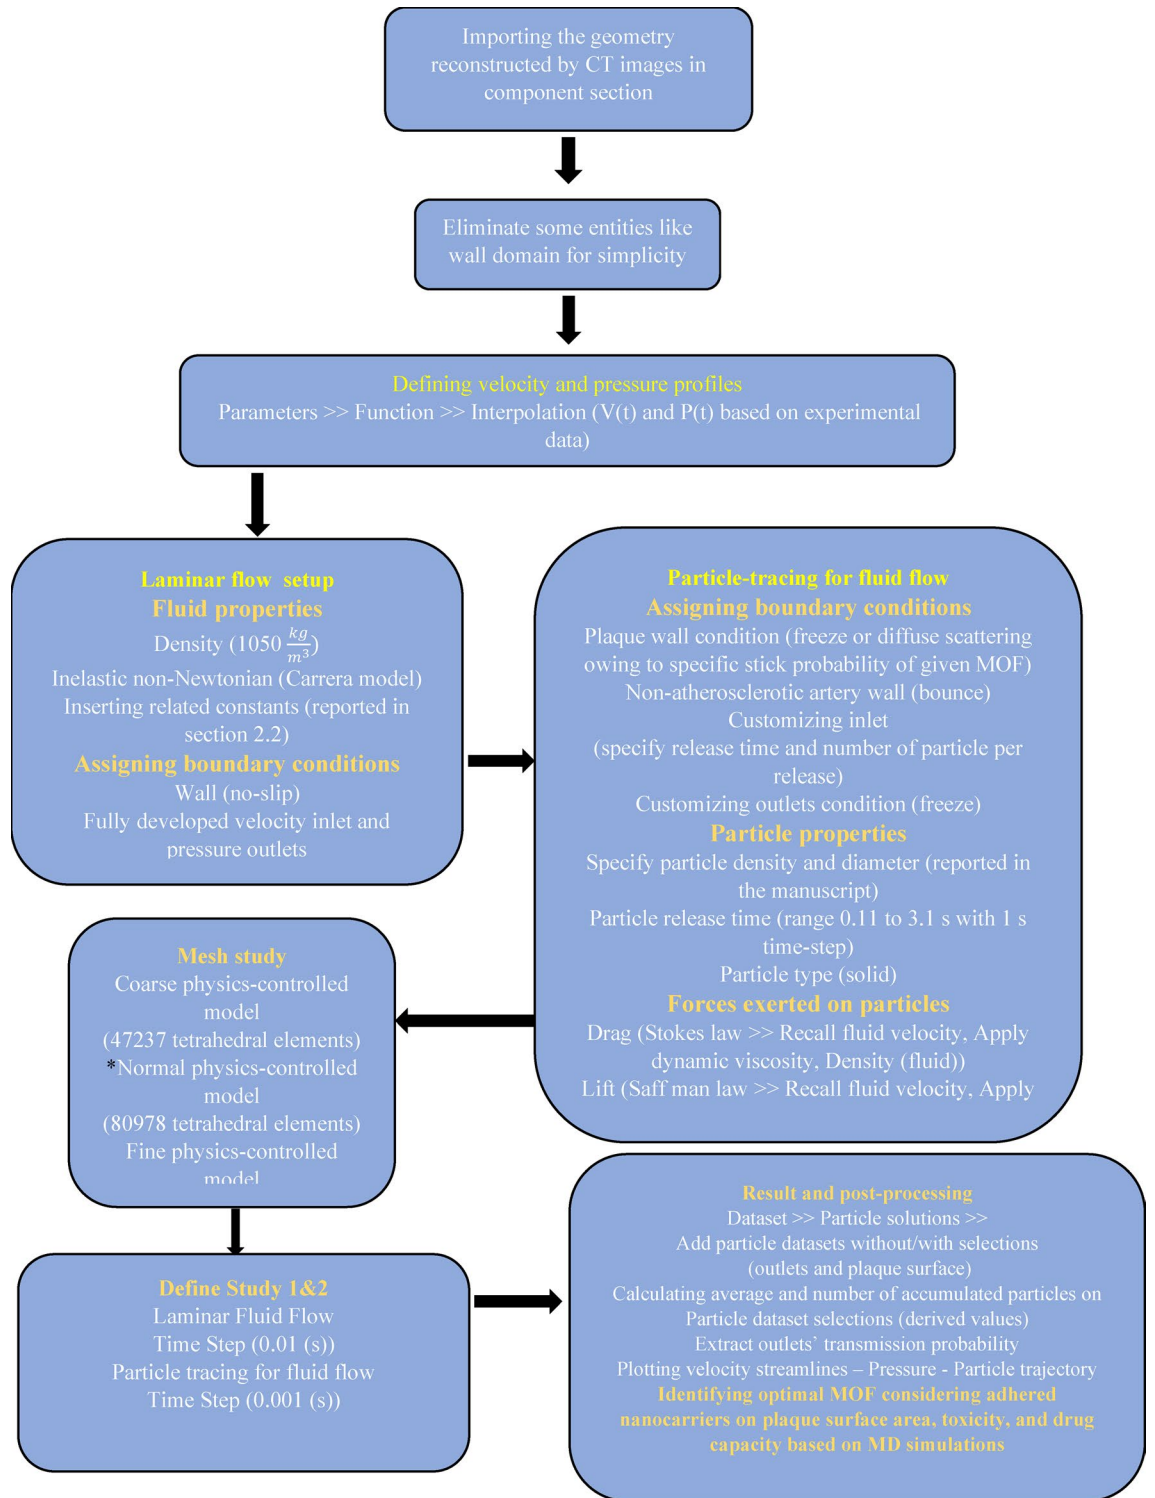 Importing the geometry
reconstructed by CT images in
component section
Eliminate some entities like
wall domain for simplicity
Defining velocity and pressure profiles
Parameters >> Function >> Interpolation (V(t) and P(t) based on experimental
data)
Laminar flow setup
Fluid properties
Density (1050 kg/m³)
Inelastic non-Newtonian (Carrera model)
Inserting related constants (reported in
section 2.2)
Assigning boundary conditions
Wall (no-slip)
Fully developed velocity inlet and
pressure outlets
Particle-tracing for fluid flow
Assigning boundary conditions
Plaque wall condition (freeze or diffuse scattering
owing to specific stick probability of given MOF)
Non-atherosclerotic artery wall (bounce)
Customizing inlet
(specify release time and number of particle per
release)
Customizing outlets condition (freeze)
Particle properties
Specify particle density and diameter (reported in
the manuscript)
Particle release time (range 0.11 to 3.1 s with 1 s
time-step)
Particle type (solid)
Forces exerted on particles
Drag (Stokes law >> Recall fluid velocity, Apply
dynamic viscosity, Density (fluid))
Lift (Saff man law >> Recall fluid velocity, Apply
Mesh study
Coarse physics-controlled
model
(47237 tetrahedral elements)
*Normal physics-controlled
model
(80978 tetrahedral elements)
Fine physics-controlled
model
Define Study 1&2
Laminar Fluid Flow
Time Step (0.01 (s))
Particle tracing for fluid flow
Time Step (0.001 (s))
Result and post-processing
Dataset >> Particle solutions >>
Add particle datasets without/with selections
(outlets and plaque surface)
Calculating average and number of accumulated particles on
Particle dataset selections (derived values)
Extract outlets’ transmission probability
Plotting velocity streamlines – Pressure - Particle trajectory
Identifying optimal MOF considering adhered
nanocarriers on plaque surface area, toxicity, and drug
capacity based on MD simulations